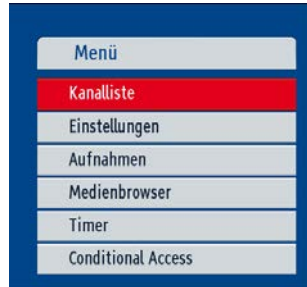 Menü
Kanalliste
Einstellungen
Aufnahmen
Medienbrowser
Timer
Conditional Access